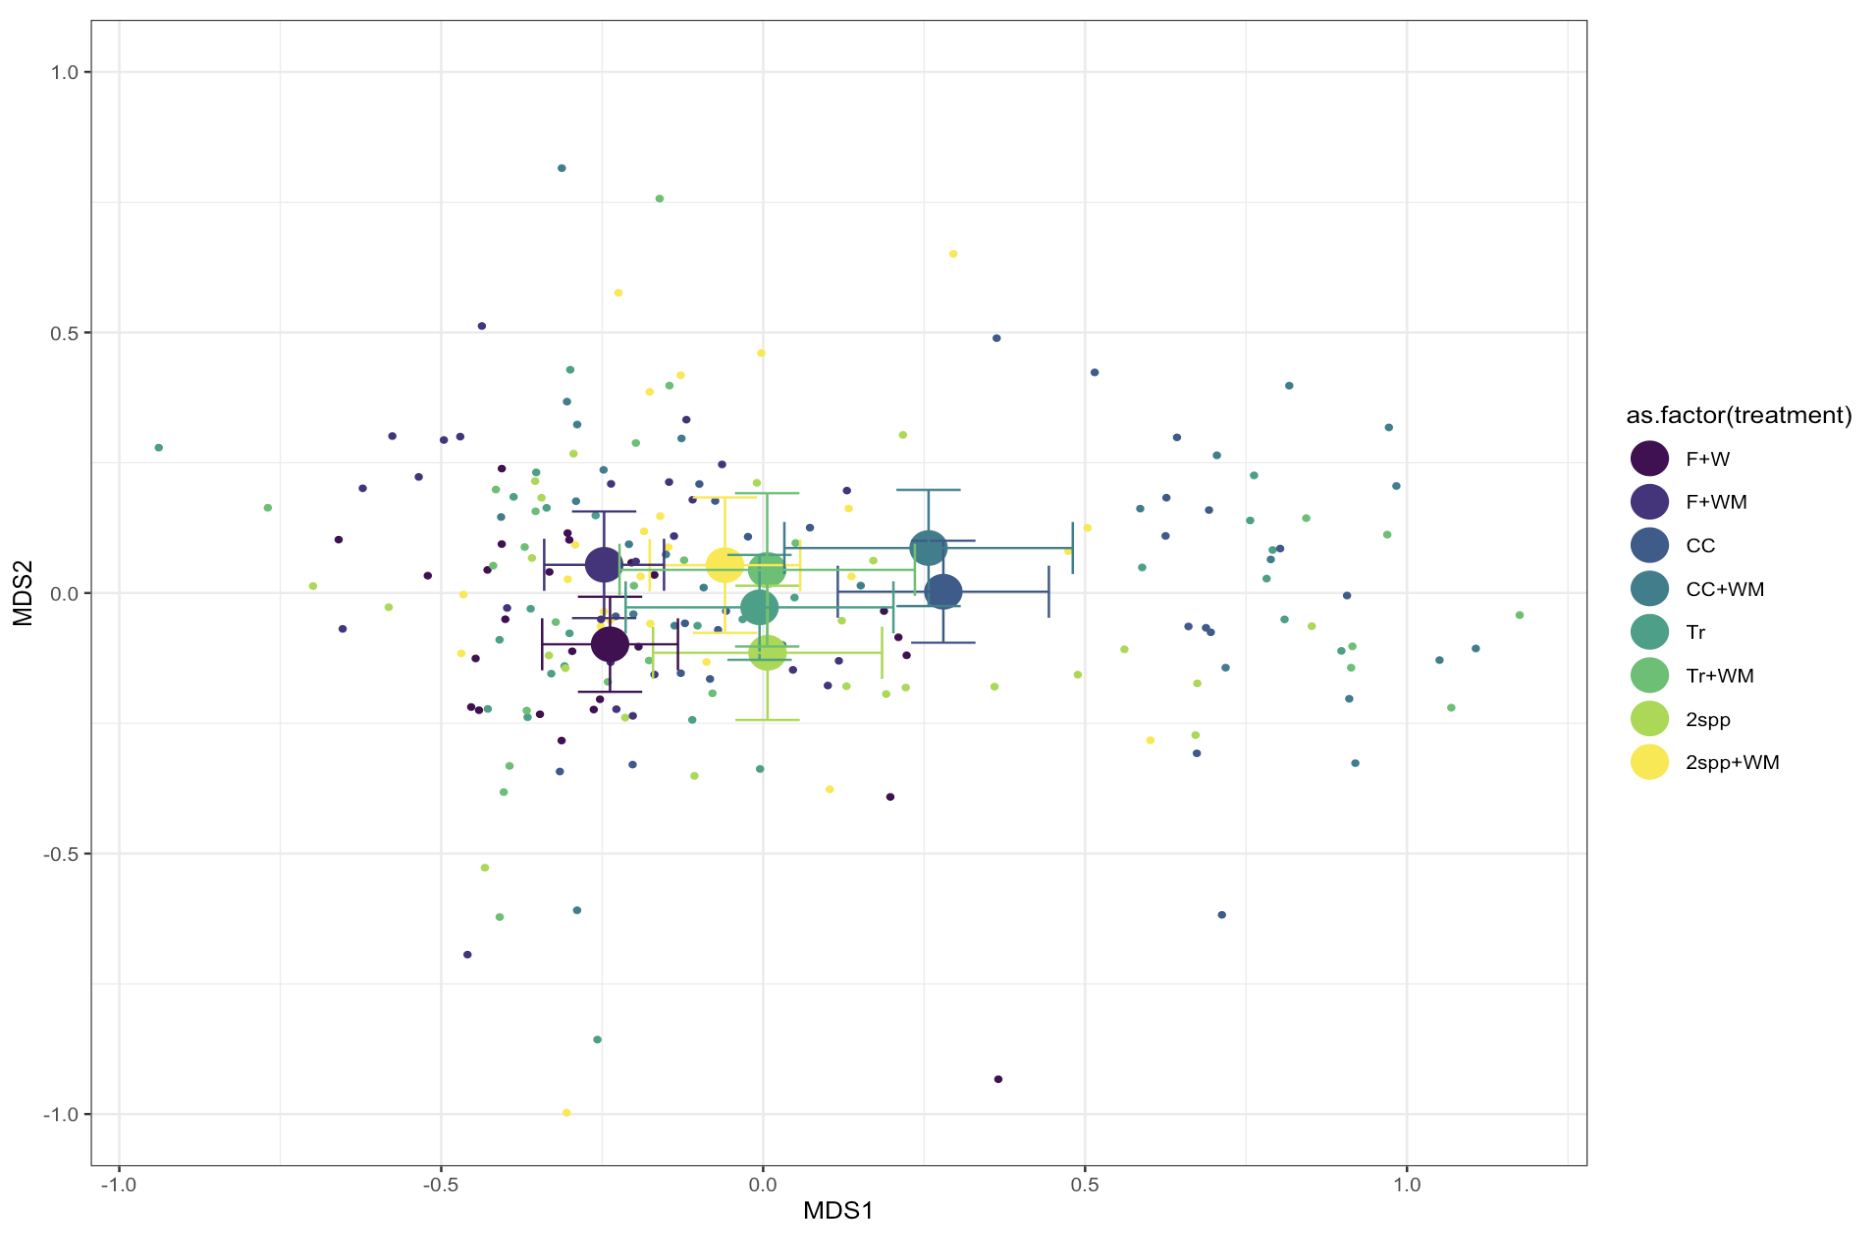 1.0
0.5
0.0
-0.5
-1.0
MDS2
-1.0
-0.5
0.0
0.5
1.0
MDS1
as.factor(treatment)
F+W
F+WM
CC
CC+WM
Tr
Tr+WM
2spp
2spp+WM